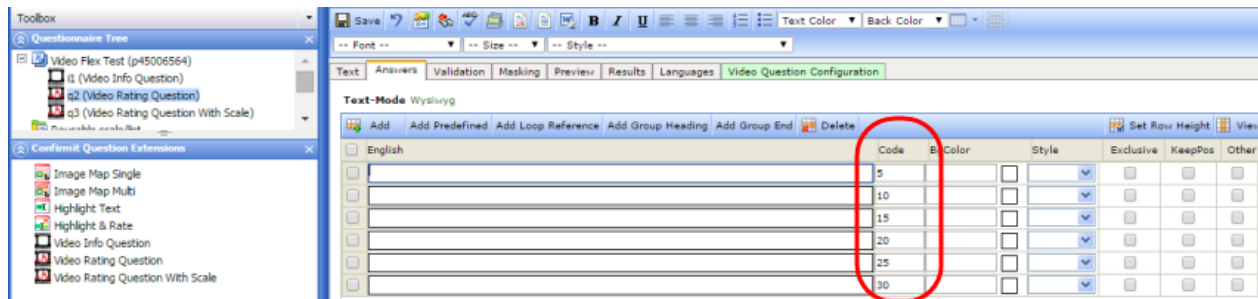 Toolbox
Save B I U Text Color Back Color
Questionnaire Tree
-- Font -- -- Size -- -- Style --
Video Flex Test (p45006564)
i1 (Video Info Question)
q2 (Video Rating Question)
q3 (Video Rating Question With Scale)
Text Answers Validation Masking Preview Results Languages Video Question Configuration
Text-Mode Wysiwyg
Add Add Predefined Add Loop Reference Add Group Heading Add Group End Delete Set Row Height View
Confirmit Question Extensions
English Code Color Style Exclusive KeepPos Other
Image Map Single
Image Map Multi
Highlight Text
Highlight & Rate
Video Info Question
Video Rating Question
Video Rating Question With Scale
5
10
15
20
25
30